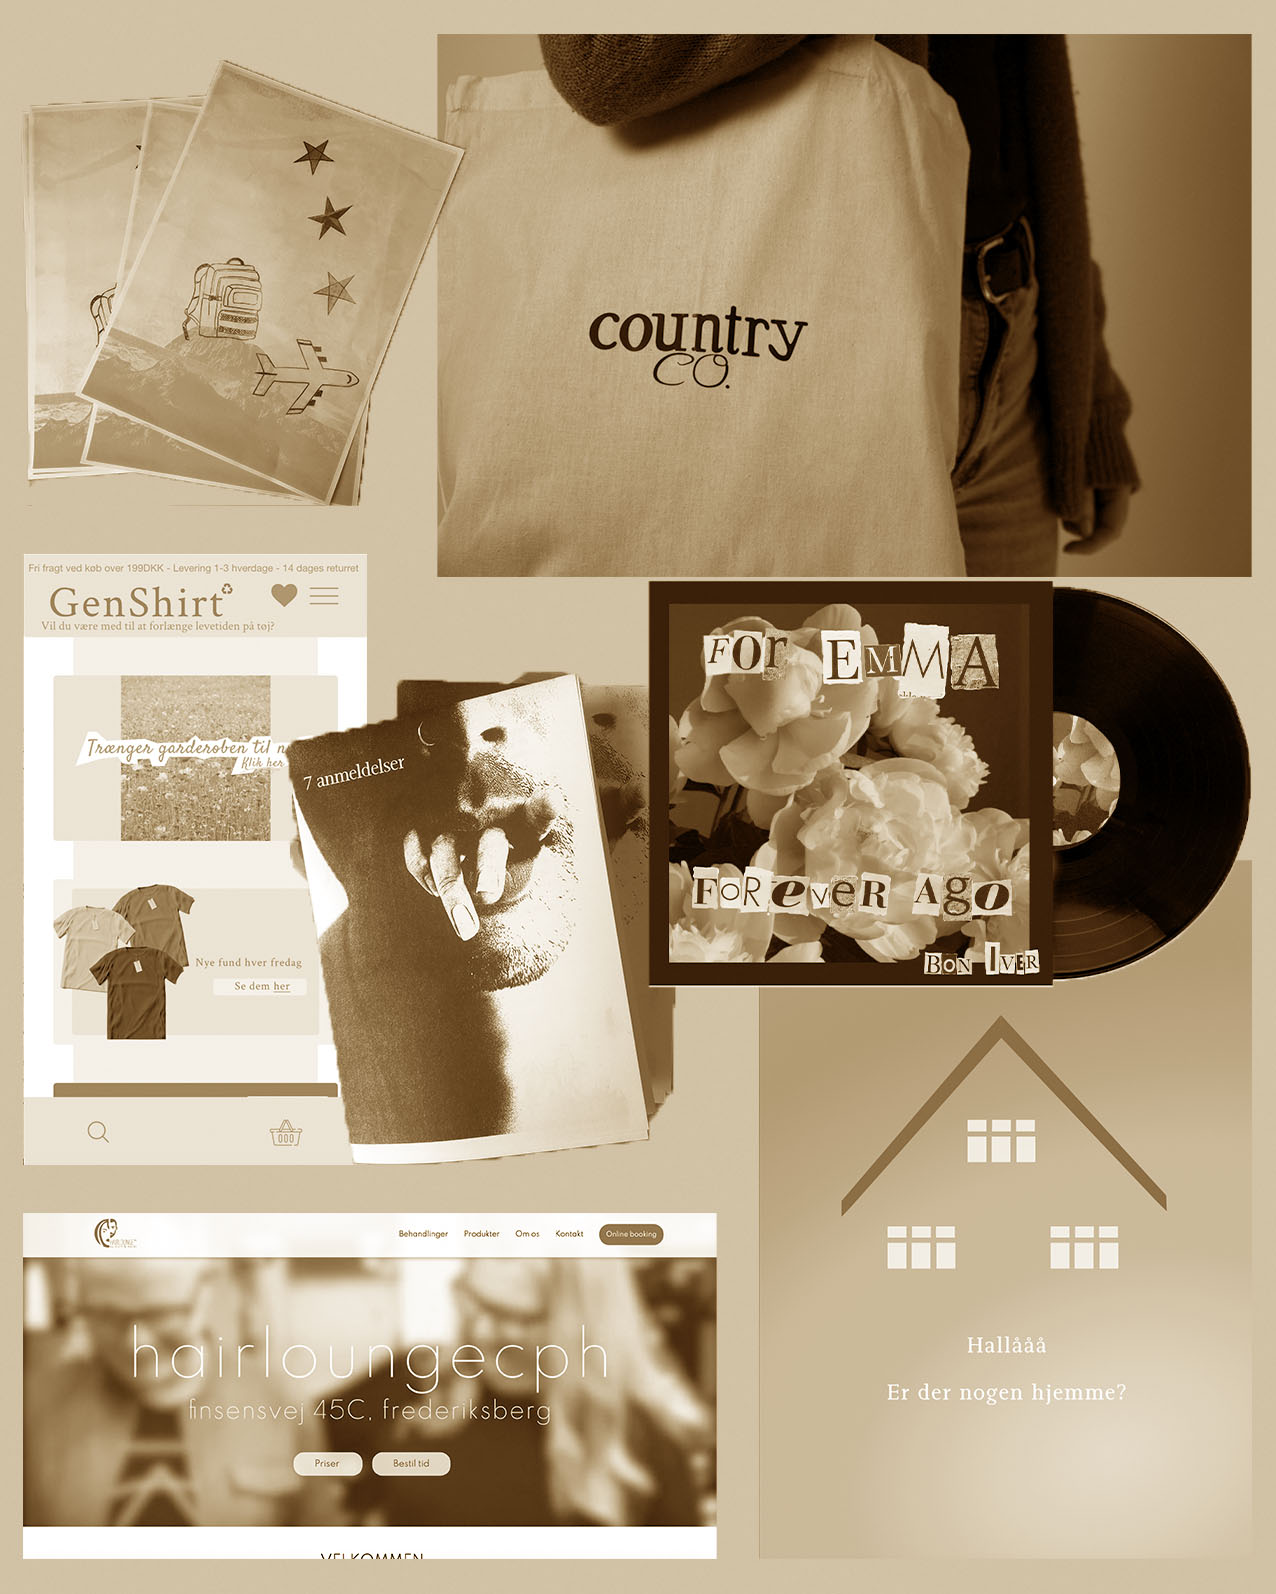 country
CO.
Fri fragt ved køb over 199DKK - Levering 1-3 hverdage - 14 dages returret
GenShirt
Vil du være med til at forlænge levetiden på tøj?
Trænger garderoben til
Klik her
Nye fund hver fredag
Se dem her
7 anmeldelser
FOR EMMA
FOREVER AGO
BON IVER
Hallååå
Er der nogen hjemme?
Behandlinger Produkter Om os Kontakt Online booking
hairloungecph
finsensvej 45C, frederiksberg
Priser Bestil tid
VELKOMMEN